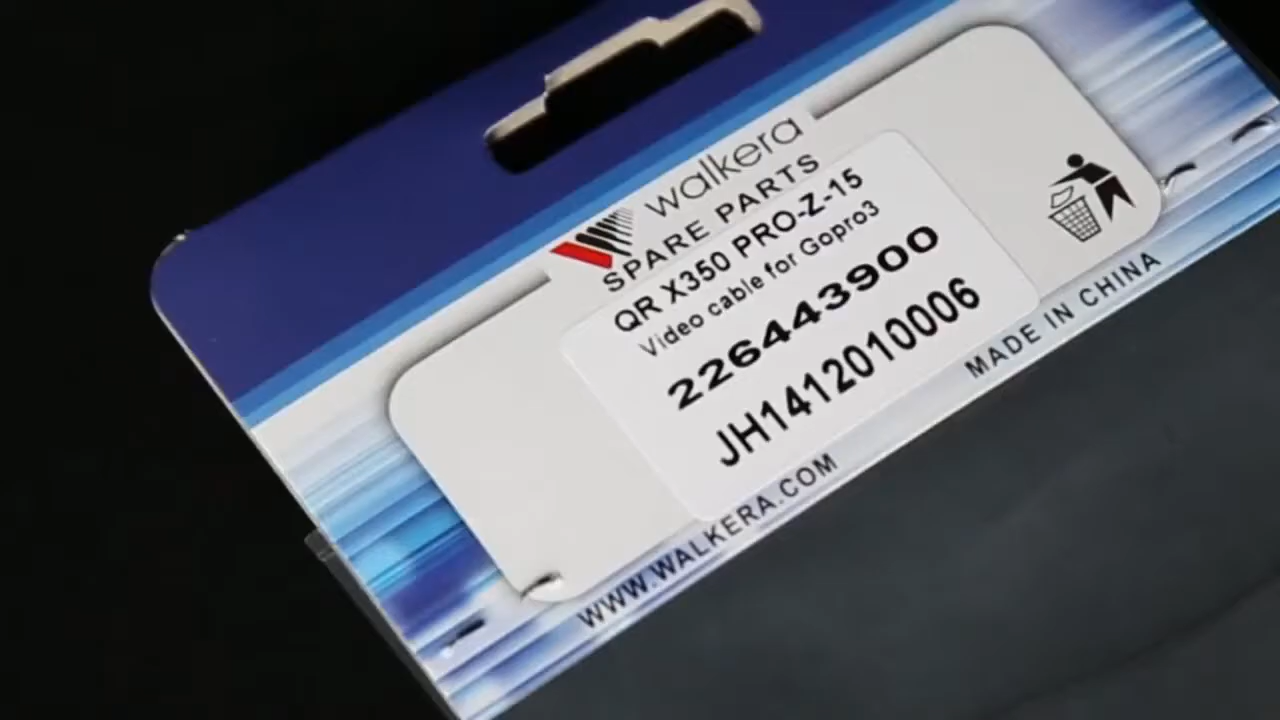 walkera
SPARE PARTS
QR X350 PRO-Z-15
Video cable for Gopro3
226443900
JH1412010006
WWW.WALKERA.COM
MADE IN CHINA